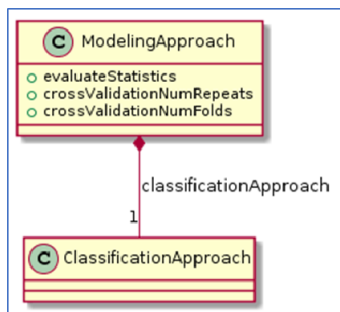 C ModelingApproach
evaluateStatistics
crossValidationNumRepeats
crossValidationNumFolds
classificationApproach
1
C ClassificationApproach